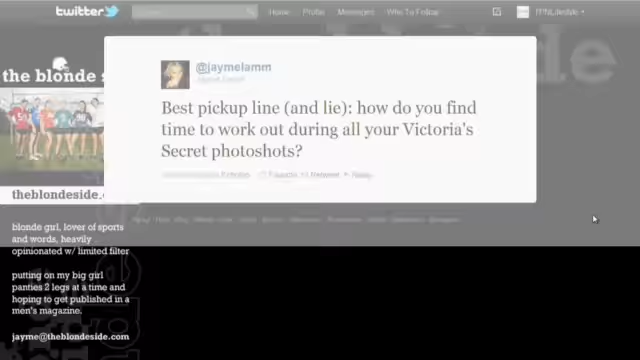 twitter
Home Profile Messages Who To Follow
@jaymelamm
Best pickup line (and lie): how do you find
time to work out during all your Victoria's
Secret photoshots?
the blonde s
theblondeside.
blonde girl, lover of sports
and words, heavily
opinionated w/ limited filter
putting on my big girl
panties 2 legs at a time and
hoping to get published in a
men's magazine.
jayme@theblondeside.com